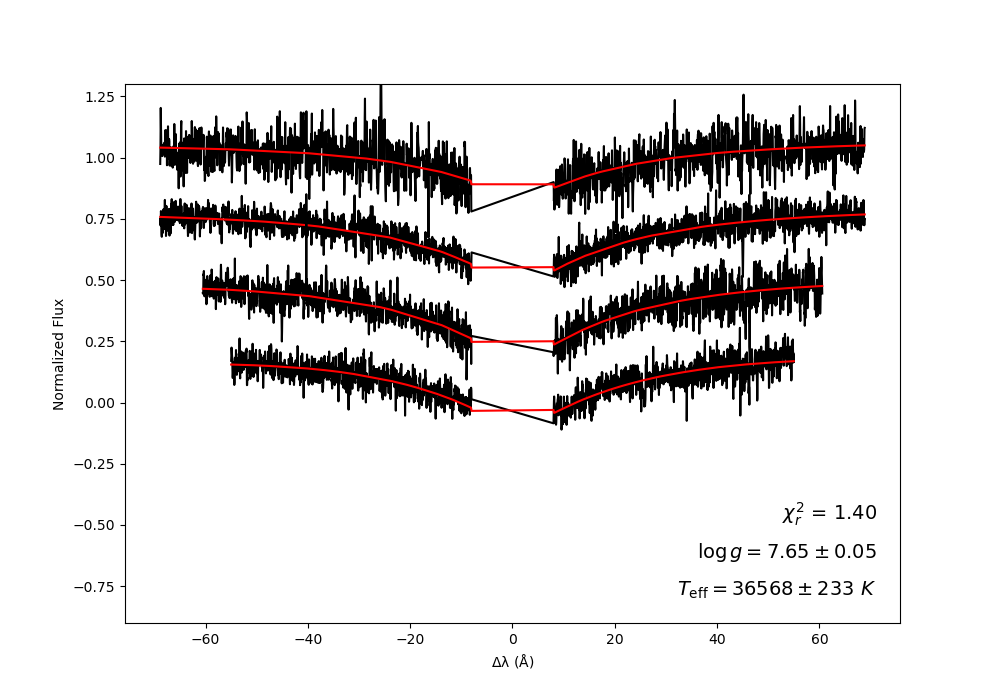 1.25
1.00
0.75
0.50
0.25
0.00
−0.25
−0.50
−0.75
Normalized Flux
χ²ᵣ = 1.40
log g = 7.65 ± 0.05
T_eff = 36568 ± 233 K
−60 −40 −20 0 20 40 60
Δλ (Å)